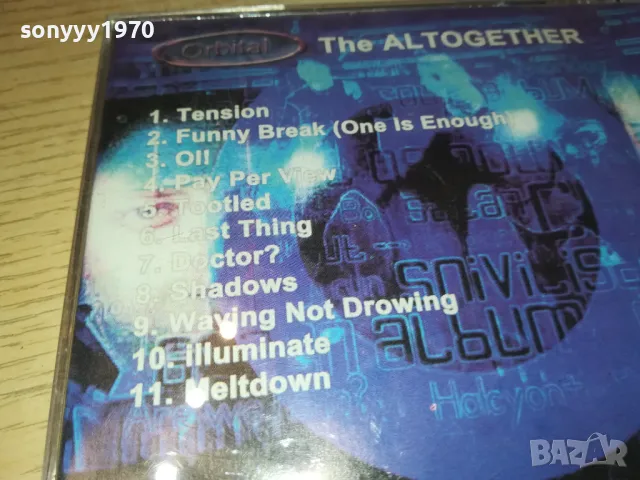 sonyyy1970
Orbital The ALTOGETHER
1. Tension
2. Funny Break (One Is Enough)
3. Oll
4. Pay Per View
5. Tootled
6. Last Thing
7. Doctor?
8. Shadows
9. Waving Not Drowing
10. illuminate
11. Meltdown
snivilis
album
Halcyon+
BAZAR
bg